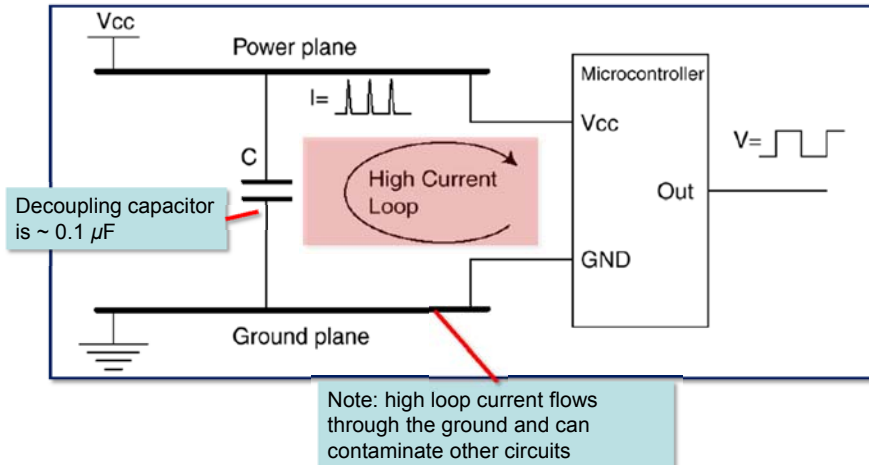 Vcc
Power plane
Microcontroller
I=
Vcc
V=
C
High Current
Loop
Out
Decoupling capacitor
is ~ 0.1 µF
GND
Ground plane
Note: high loop current flows
through the ground and can
contaminate other circuits